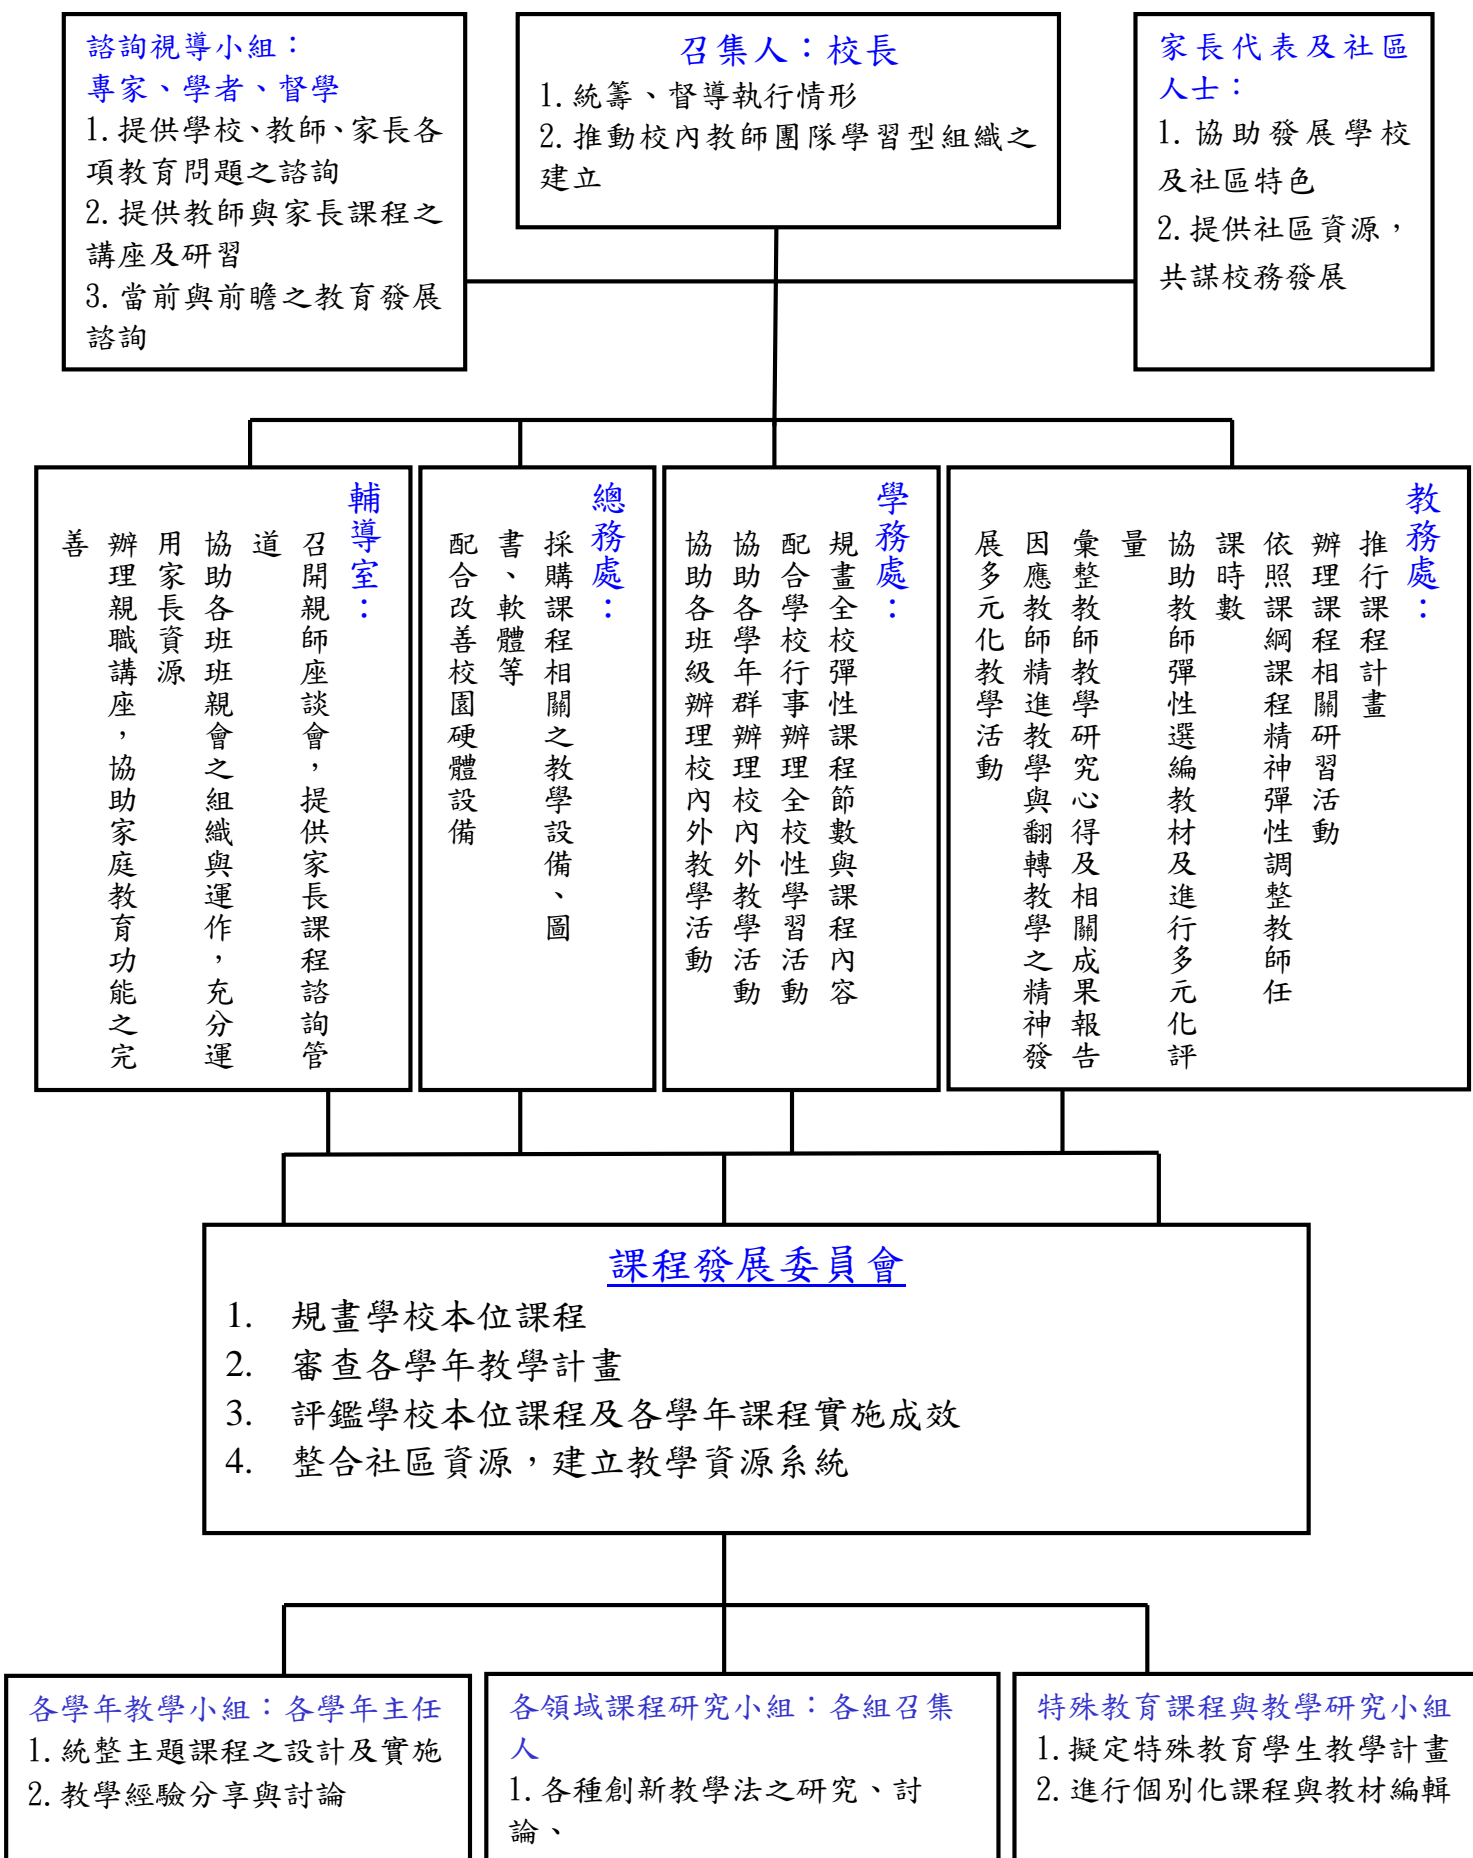 諮詢視導小組：
專家、學者、督學
1.提供學校、教師、家長各
項教育問題之諮詢
2.提供教師與家長課程之
講座及研習
3.當前與前瞻之教育發展
諮詢
召集人：校長
1.統籌、督導執行情形
2.推動校內教師團隊學習型組織之
建立
家長代表及社區
人士：
1.協助發展學校
及社區特色
2.提供社區資源，
共謀校務發展
教務處：
推行課程計畫
辦理課程相關研習活動
依照課綱課程精神彈性調整教師任
課時數
協助教師彈性選編教材及進行多元化評
量
彙整教師教學研究心得及相關成果報告
因應教師精進教學與翻轉教學之精神發
展多元化教學活動
學務處：
規畫全校彈性課程節數與課程內容
配合學校行事辦理全校性學習活動
協助各學年群辦理校內外教學活動
協助各班級辦理校內外教學活動
總務處：
採購課程相關之教學設備、圖
書、軟體等
配合改善校園硬體設備
輔導室：
召開親師座談會，提供家長課程諮詢管
道
協助各班班親會之組織與運作，充分運
用家長資源
辦理親職講座，協助家庭教育功能之完
善
課程發展委員會
1. 規畫學校本位課程
2. 審查各學年教學計畫
3. 評鑑學校本位課程及各學年課程實施成效
4. 整合社區資源，建立教學資源系統
各學年教學小組：各學年主任
1.統整主題課程之設計及實施
2.教學經驗分享與討論
各領域課程研究小組：各組召集
人
1.各種創新教學法之研究、討
論、
特殊教育課程與教學研究小組
1.擬定特殊教育學生教學計畫
2.進行個別化課程與教材編輯